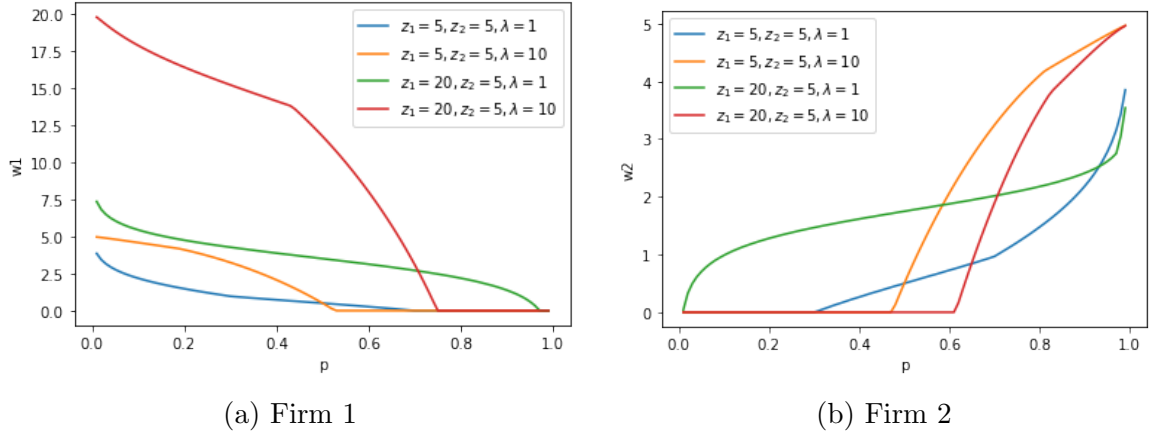 20.0
17.5
15.0
12.5
10.0
7.5
5.0
2.5
0.0
w1
0.0 0.2 0.4 0.6 0.8 1.0
p
z₁ = 5, z₂ = 5, λ = 1
z₁ = 5, z₂ = 5, λ = 10
z₁ = 20, z₂ = 5, λ = 1
z₁ = 20, z₂ = 5, λ = 10
(a) Firm 1
5
4
3
2
1
0
w2
0.0 0.2 0.4 0.6 0.8 1.0
p
z₁ = 5, z₂ = 5, λ = 1
z₁ = 5, z₂ = 5, λ = 10
z₁ = 20, z₂ = 5, λ = 1
z₁ = 20, z₂ = 5, λ = 10
(b) Firm 2